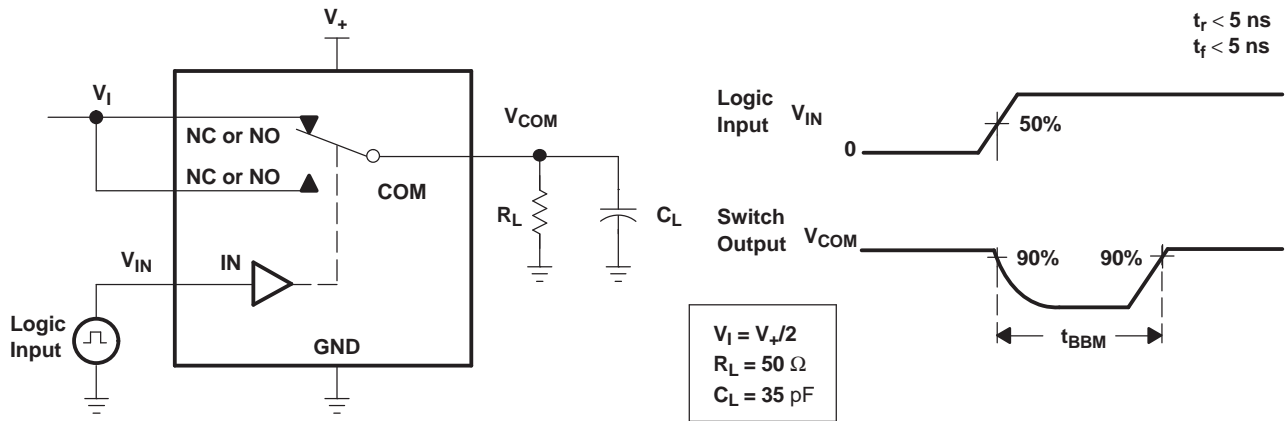 V+
VI
NC or NO
NC or NO
COM
VCOM
RL
CL
VIN
IN
Logic
Input
GND
VI = V+/2
RL = 50 Ω
CL = 35 pF
tr < 5 ns
tf < 5 ns
Logic
Input
VIN
50%
0
Switch
Output
VCOM
90%
90%
tBBM